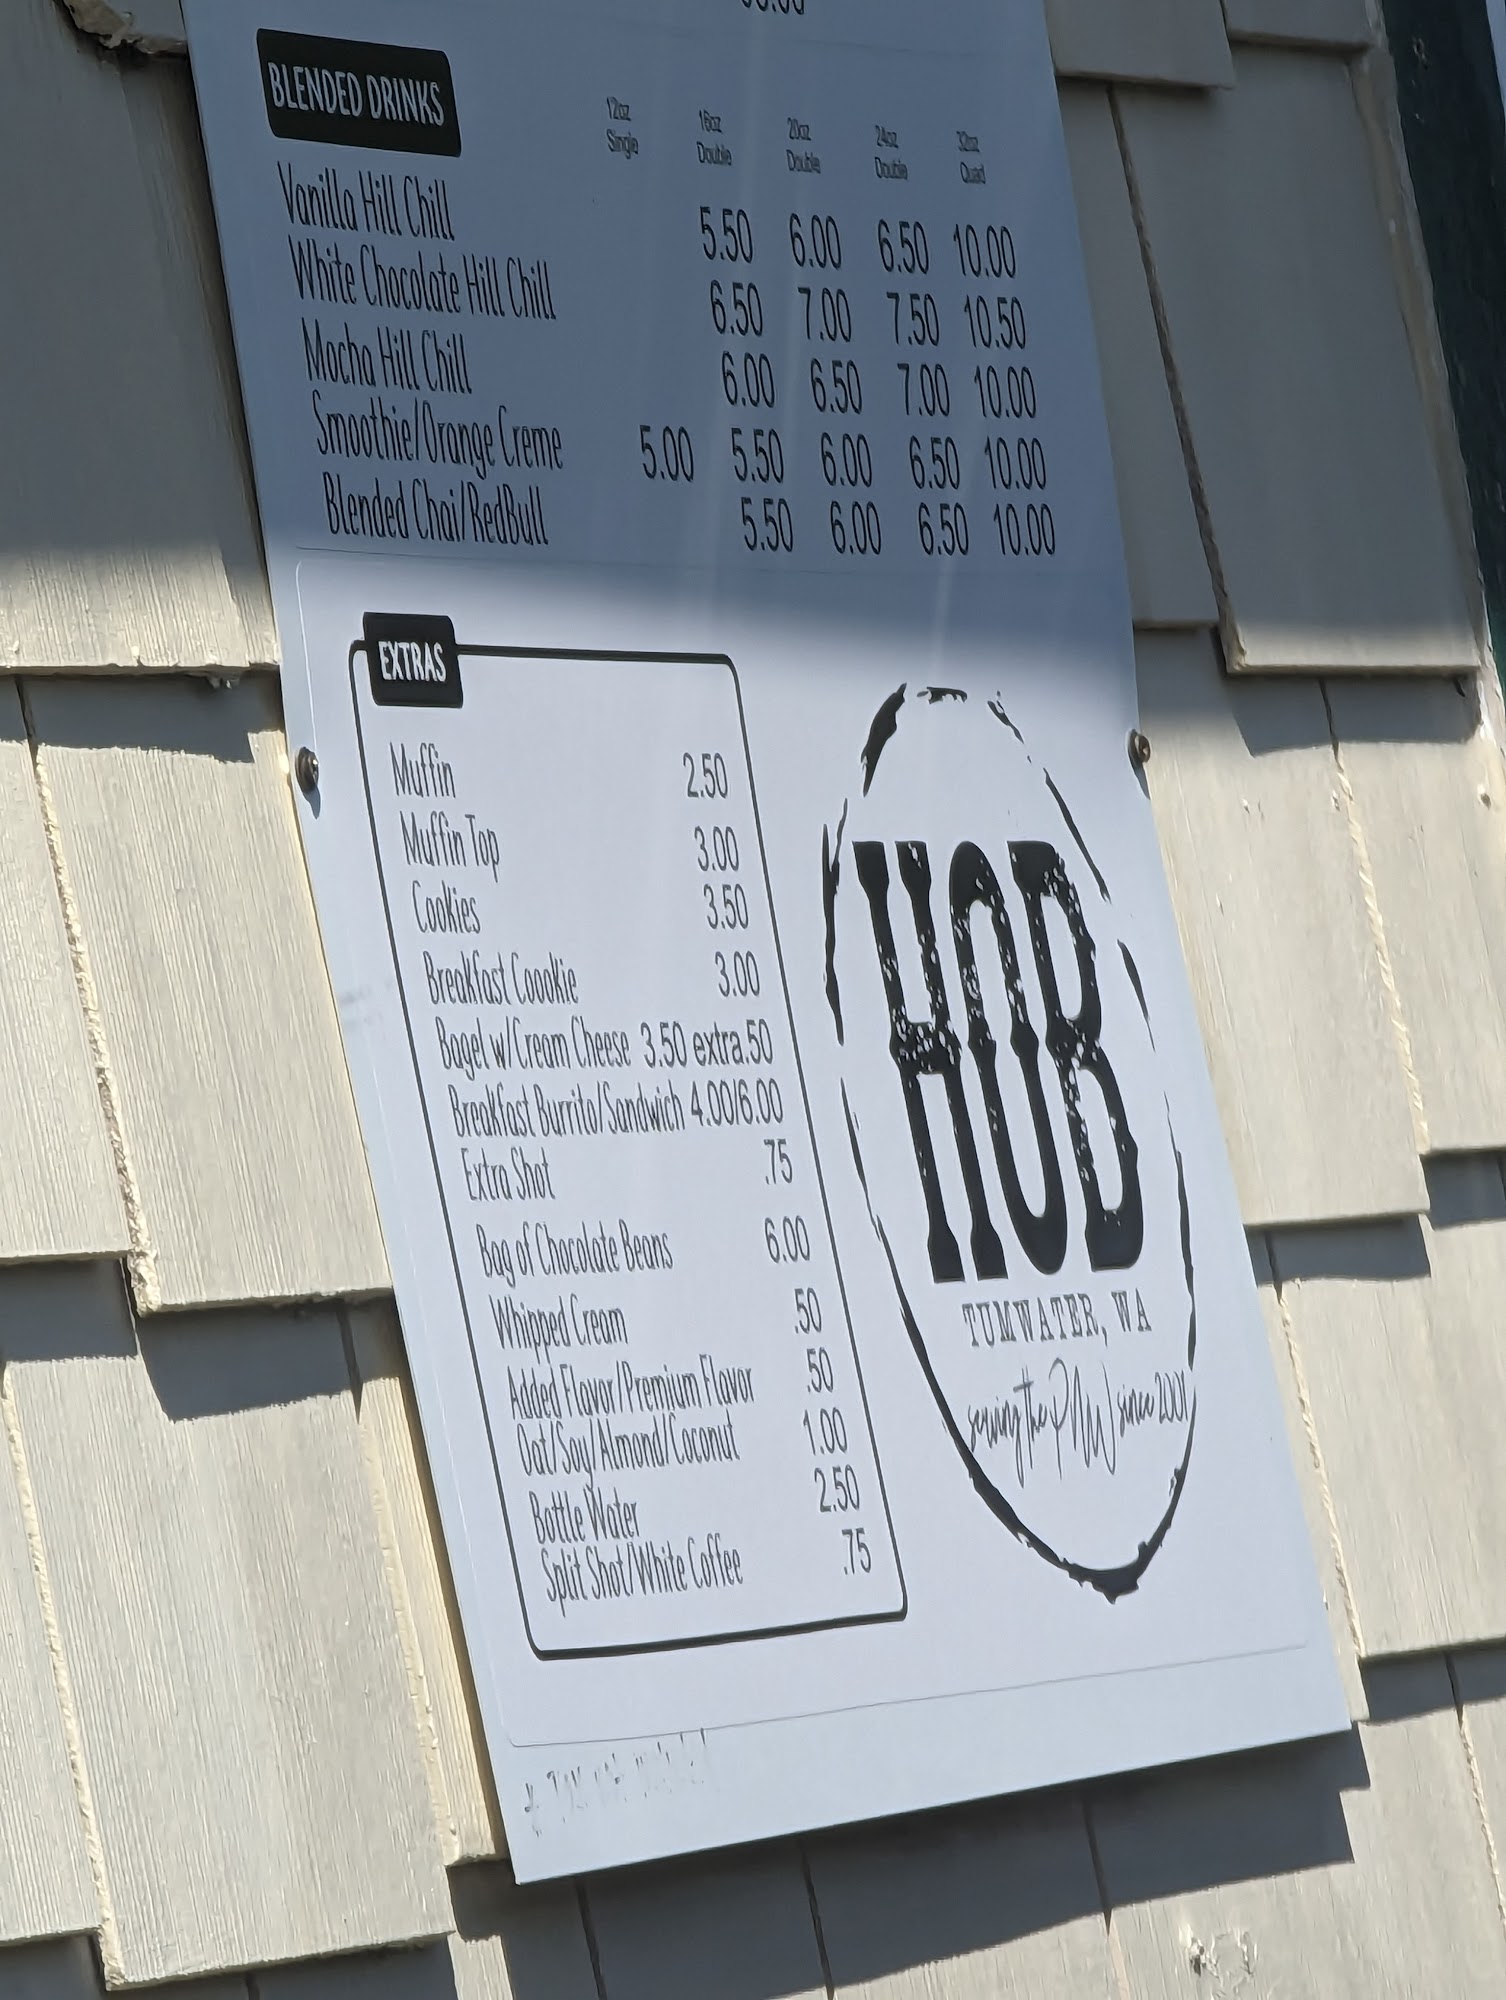 BLENDED DRINKS
12oz Single 16oz Double 20oz Double 24oz Double 32oz Quad
Vanilla Hill Chill 5.50 6.00 6.50 10.00
White Chocolate Hill Chill 6.50 7.00 7.50 10.50
Mocha Hill Chill 6.00 6.50 7.00 10.00
Smoothie/Orange Creme 5.00 5.50 6.00 6.50 10.00
Blended Chai/RedBull 5.50 6.00 6.50 10.00
EXTRAS
Muffin 2.50
Muffin Top 3.00
Cookies 3.50
Breakfast Coookie 3.00
Bagel w/Cream Cheese 3.50 extra.50
Breakfast Burrito/Sandwich 4.00/6.00
Extra Shot .75
Bag of Chocolate Beans 6.00
Whipped Cream .50
Added Flavor/Premium Flavor .50
Oat/Soy/Almond/Coconut 1.00
Bottle Water 2.50
Split Shot/White Coffee .75
HOB
TUMWATER, WA
serving the PNW since 2001